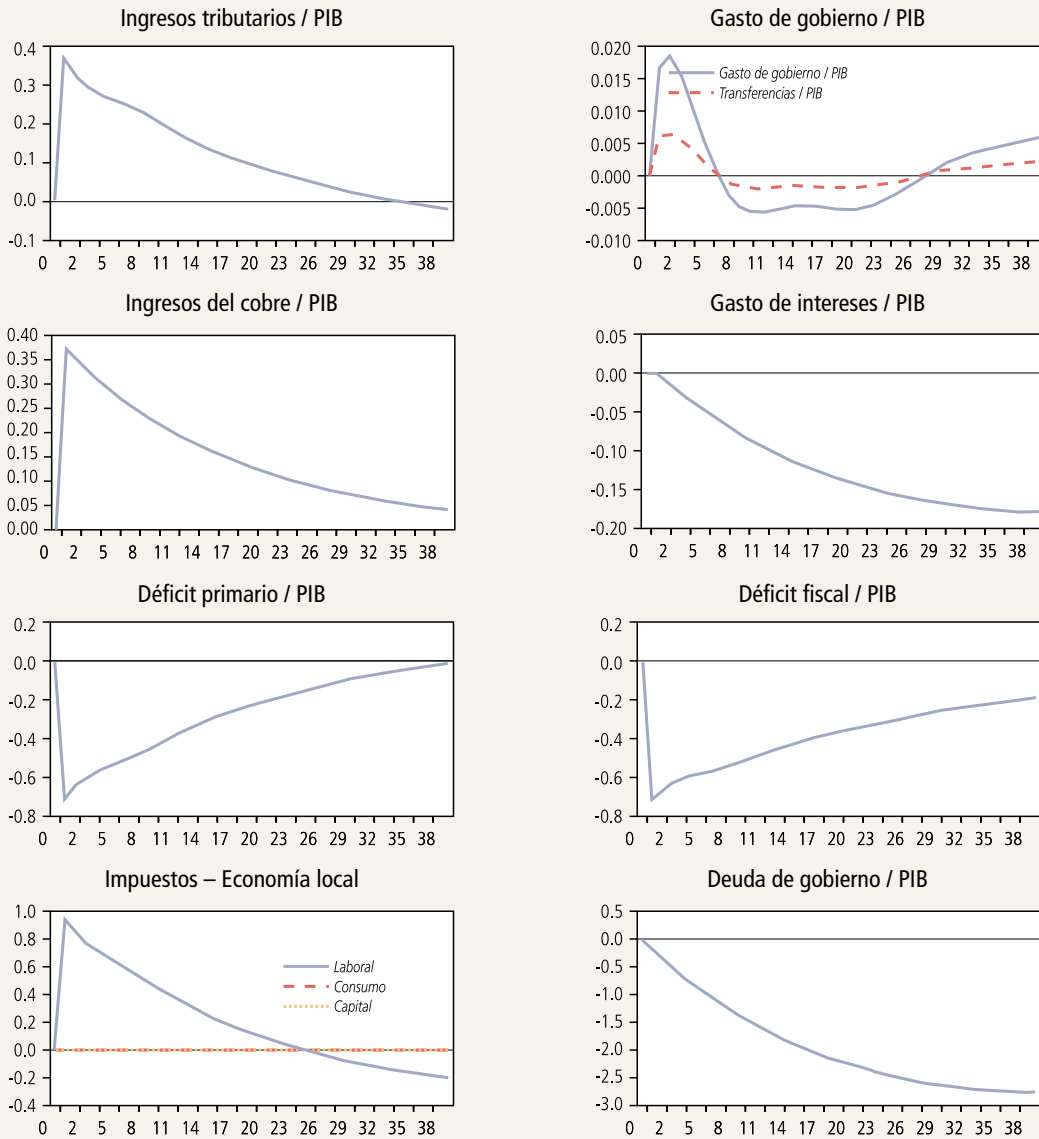 Ingresos tributarios / PIB
0.4
0.3
0.2
0.1
0.0
-0.1
0 2 5 8 11 14 17 20 23 26 29 32 35 38
Gasto de gobierno / PIB
0.020
0.015
0.010
0.005
0.000
-0.005
-0.010
Gasto de gobierno / PIB
Transferencias / PIB
0 2 5 8 11 14 17 20 23 26 29 32 35 38
Ingresos del cobre / PIB
0.40
0.35
0.30
0.25
0.20
0.15
0.10
0.05
0.00
0 2 5 8 11 14 17 20 23 26 29 32 35 38
Gasto de intereses / PIB
0.05
0.00
-0.05
-0.10
-0.15
-0.20
0 2 5 8 11 14 17 20 23 26 29 32 35 38
Déficit primario / PIB
0.2
0.0
-0.2
-0.4
-0.6
-0.8
0 2 5 8 11 14 17 20 23 26 29 32 35 38
Déficit fiscal / PIB
0.2
0.0
-0.2
-0.4
-0.6
-0.8
0 2 5 8 11 14 17 20 23 26 29 32 35 38
Impuestos – Economía local
1.0
0.8
0.6
0.4
0.2
0.0
-0.2
-0.4
Laboral
Consumo
Capital
0 2 5 8 11 14 17 20 23 26 29 32 35 38
Deuda de gobierno / PIB
0.5
0.0
-0.5
-1.0
-1.5
-2.0
-2.5
-3.0
0 2 5 8 11 14 17 20 23 26 29 32 35 38